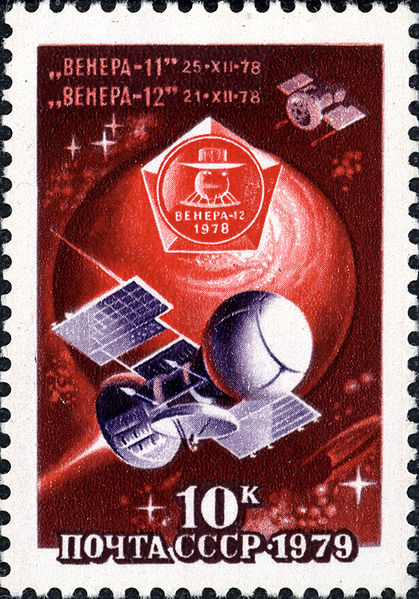 „ВЕНЕРА-11” 25·XII·78
„ВЕНЕРА-12” 21·XII·78
ВЕНЕРА-12
1978
10К
ПОЧТА СССР·1979